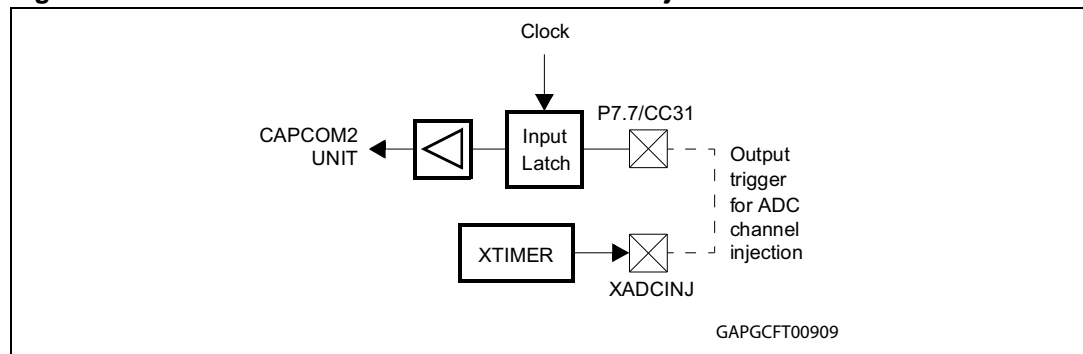 Clock
P7.7/CC31
CAPCOM2
UNIT
Input
Latch
Output
trigger
for ADC
channel
injection
XTIMER
XADCINJ
GAPGCFT00909